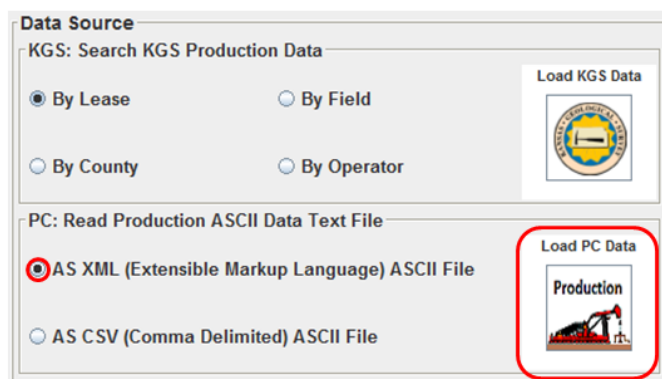 Data Source
KGS: Search KGS Production Data
Load KGS Data
By Lease
By Field
By County
By Operator
PC: Read Production ASCII Data Text File
Load PC Data
AS XML (Extensible Markup Language) ASCII File
Production
AS CSV (Comma Delimited) ASCII File